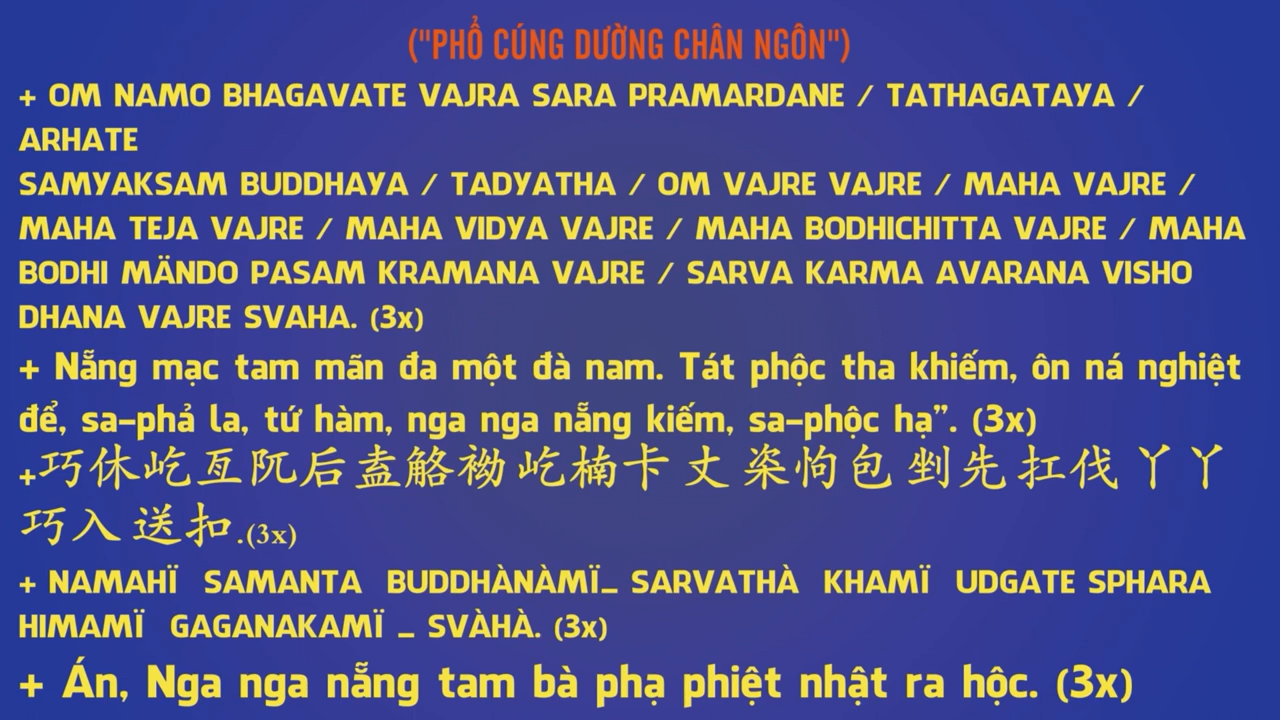 ("PHỔ CÚNG DƯỜNG CHÂN NGÔN")
+ OM NAMO BHAGAVATE VAJRA SARA PRAMARDANE / TATHAGATAYA /
ARHATE
SAMYAKSAM BUDDHAYA / TADYATHA / OM VAJRE VAJRE / MAHA VAJRE /
MAHA TEJA VAJRE / MAHA VIDYA VAJRE / MAHA BODHICHITTA VAJRE / MAHA
BODHI MÄNDO PASAM KRAMANA VAJRE / SARVA KARMA AVARANA VISHO
DHANA VAJRE SVAHA. (3x)
+ Nẵng mạc tam mãn đa một đà nam. Tát phộc tha khiếm, ôn ná nghiệt
để, sa-phả la, tứ hàm, nga nga nẵng kiếm, sa-phộc hạ”. (3x)
+巧休屹亙阢后盍觡褹屹楠卡丈栥怐包剉先扛伐丫丫
巧入送扣.(3x)
+ NAMAHÏ SAMANTA BUDDHÀNÀMÏ_ SARVATHÀ KHAMÏ UDGATE SPHARA
HIMAMÏ GAGANAKAMÏ _ SVÀHÀ. (3x)
+ Án, Nga nga nẵng tam bà phạ phiệt nhật ra hộc. (3x)